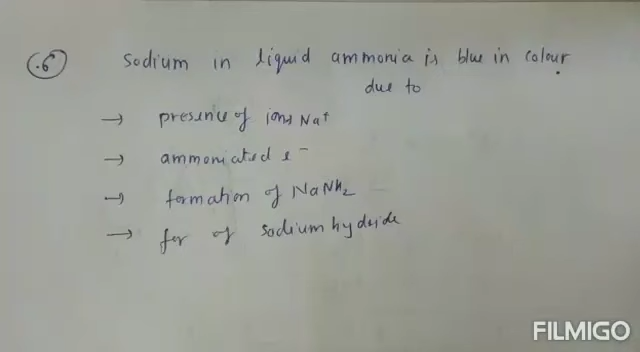 .6
sodium in liquid ammonia is blue in colour.
due to
→ presence of ions Na⁺
→ ammoniated e⁻
→ formation of NaNH₂
→ for of sodium hydride
FILMIGO